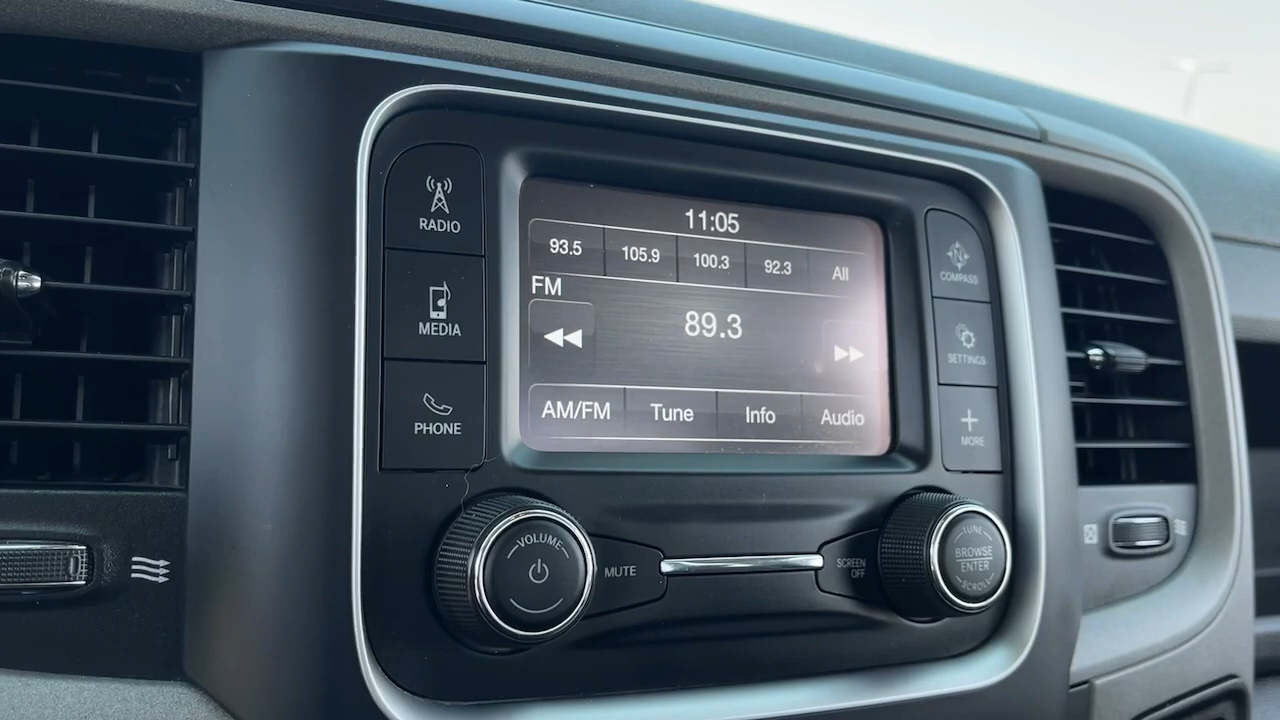 RADIO
MEDIA
PHONE
11:05
93.5 105.9 100.3 92.3 All
FM
89.3
AM/FM Tune Info Audio
N
COMPASS
SETTINGS
MORE
VOLUME
MUTE
SCREEN
OFF
TUNE
BROWSE
ENTER
SCROLL